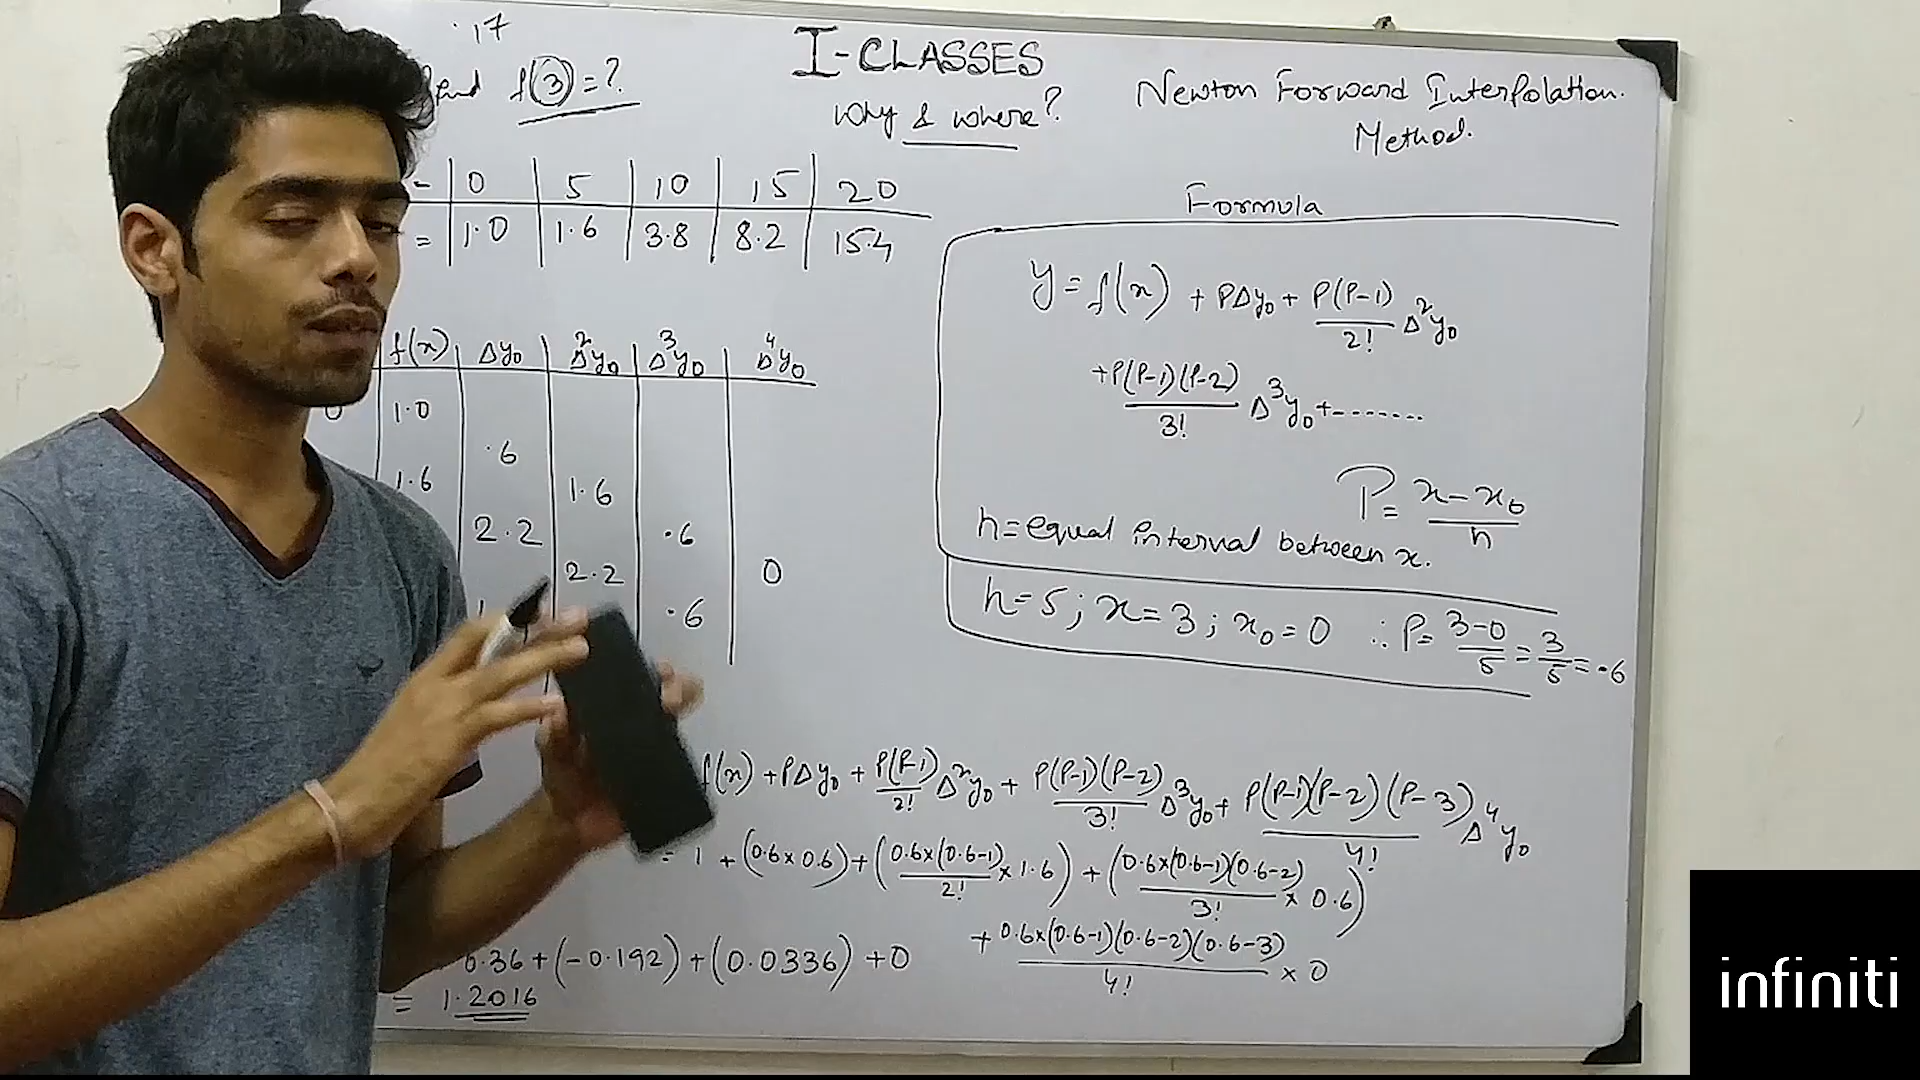 .17
I-CLASSES
find f(3)=?
Why & where?
Newton Forward Interpolation.
Method.
- | 0 | 5 | 10 | 15 | 20
= | 1.0 | 1.6 | 3.8 | 8.2 | 15.4
Formula
y = f(x) + PΔy₀ + P(P-1)/2! Δ²y₀
+ P(P-1)(P-2)/3! Δ³y₀ + -------
P = x - x₀ / h
h = equal interval between x.
h = 5 ; x = 3 ; x₀ = 0 ∴ P = 3-0/5 = 3/5 = .6
f(x) | Δy₀ | Δ²y₀ | Δ³y₀ | Δ⁴y₀
0 | 1.0
.6
1.6 | 1.6
2.2 | .6
2.2 | 0
.6
f(x) + PΔy₀ + P(P-1)/2! Δ²y₀ + P(P-1)(P-2)/3! Δ³y₀ + P(P-1)(P-2)(P-3)/4! Δ⁴y₀
= 1 + (0.6 x 0.6) + (0.6x(0.6-1)/2! x 1.6) + (0.6x(0.6-1)(0.6-2)/3! x 0.6)
+ 0.6x(0.6-1)(0.6-2)(0.6-3)/4! x 0
0.36 + (-0.192) + (0.0336) + 0
= 1.2016
infiniti